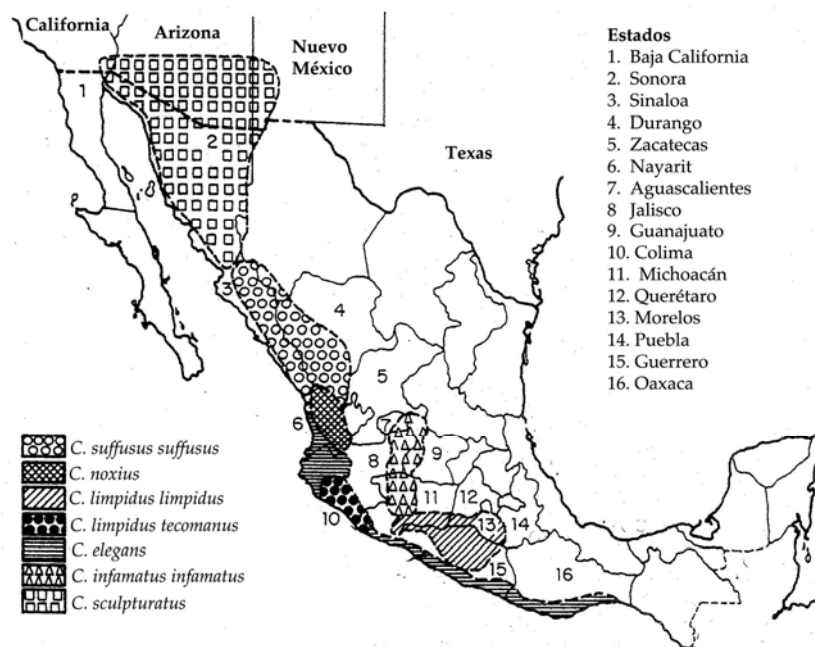 California
Arizona
Nuevo
México
Texas
Estados
1. Baja California
2. Sonora
3. Sinaloa
4. Durango
5. Zacatecas
6. Nayarit
7. Aguascalientes
8 Jalisco
9. Guanajuato
10. Colima
11. Michoacán
12. Querétaro
13. Morelos
14. Puebla
15. Guerrero
16. Oaxaca
1
2
3
4
5
6
7
8
9
10
11
12
13
14
15
16
C. suffusus suffusus
C. noxius
C. limpidus limpidus
C. limpidus tecomanus
C. elegans
C. infamatus infamatus
C. sculpturatus